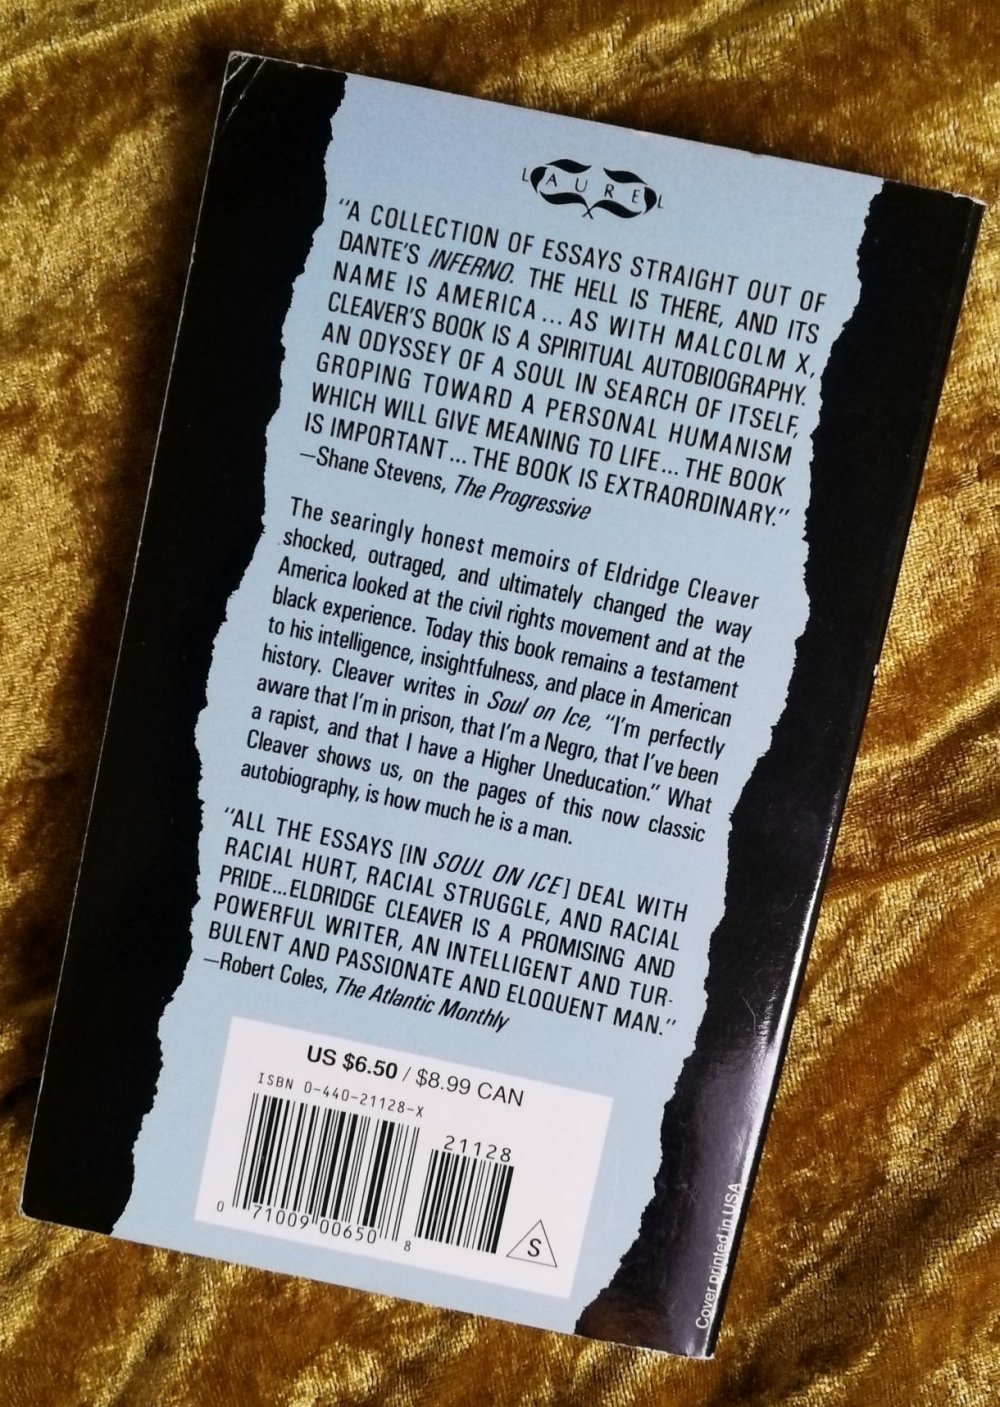 LAUREL
"A COLLECTION OF ESSAYS STRAIGHT OUT OF
DANTE'S INFERNO. THE HELL IS THERE, AND ITS
NAME IS AMERICA... AS WITH MALCOLM X,
CLEAVER'S BOOK IS A SPIRITUAL AUTOBIOGRAPHY.
AN ODYSSEY OF A SOUL IN SEARCH OF ITSELF,
GROPING TOWARD A PERSONAL HUMANISM
WHICH WILL GIVE MEANING TO LIFE... THE BOOK
IS IMPORTANT... THE BOOK IS EXTRAORDINARY."
—Shane Stevens, The Progressive
The searingly honest memoirs of Eldridge Cleaver
shocked, outraged, and ultimately changed the way
America looked at the civil rights movement and at the
black experience. Today this book remains a testament
to his intelligence, insightfulness, and place in American
history. Cleaver writes in Soul on Ice, "I'm perfectly
aware that I'm in prison, that I'm a Negro, that I've been
a rapist, and that I have a Higher Uneducation." What
Cleaver shows us, on the pages of this now classic
autobiography, is how much he is a man.
"ALL THE ESSAYS [IN SOUL ON ICE] DEAL WITH
RACIAL HURT, RACIAL STRUGGLE, AND RACIAL
PRIDE...ELDRIDGE CLEAVER IS A PROMISING AND
POWERFUL WRITER, AN INTELLIGENT AND TUR-
BULENT AND PASSIONATE AND ELOQUENT MAN."
—Robert Coles, The Atlantic Monthly
US $6.50 / $8.99 CAN
ISBN 0-440-21128-X
21128
0 71009 00650 8
S
Cover printed in USA